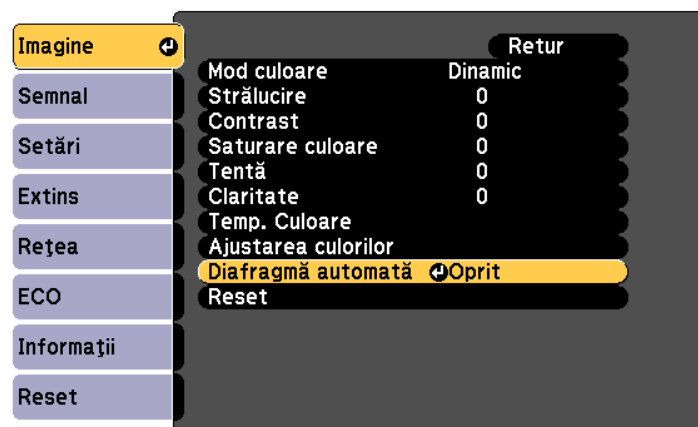 Imagine
Semnal
Setări
Extins
Reţea
ECO
Informaţii
Reset
Retur
Mod culoare Dinamic
Strălucire 0
Contrast 0
Saturare culoare 0
Tentă 0
Claritate 0
Temp. Culoare
Ajustarea culorilor
Diafragmă automată Oprit
Reset